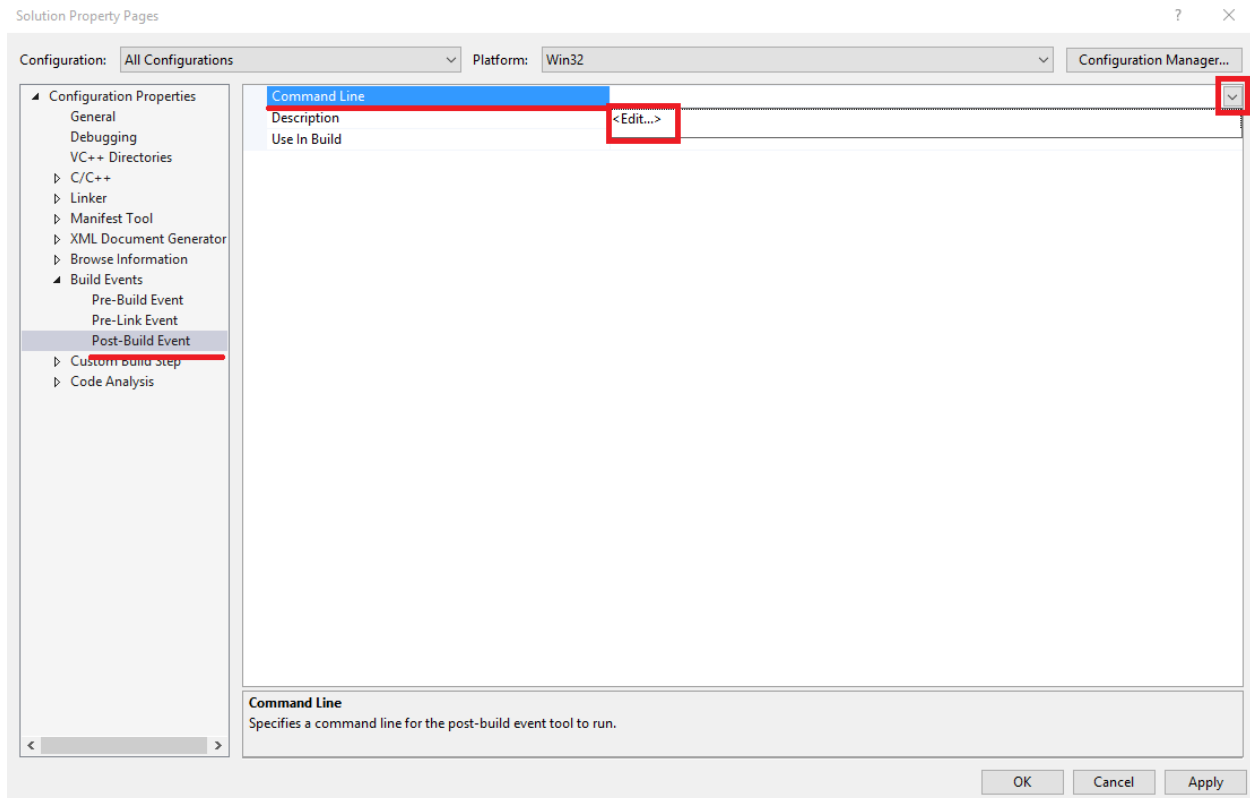 Solution Property Pages
?
Configuration: All Configurations Platform: Win32 Configuration Manager...
Configuration Properties
General
Debugging
VC++ Directories
C/C++
Linker
Manifest Tool
XML Document Generator
Browse Information
Build Events
Pre-Build Event
Pre-Link Event
Post-Build Event
Custom Build Step
Code Analysis
Command Line
Description
<Edit...>
Use In Build
Command Line
Specifies a command line for the post-build event tool to run.
OK Cancel Apply